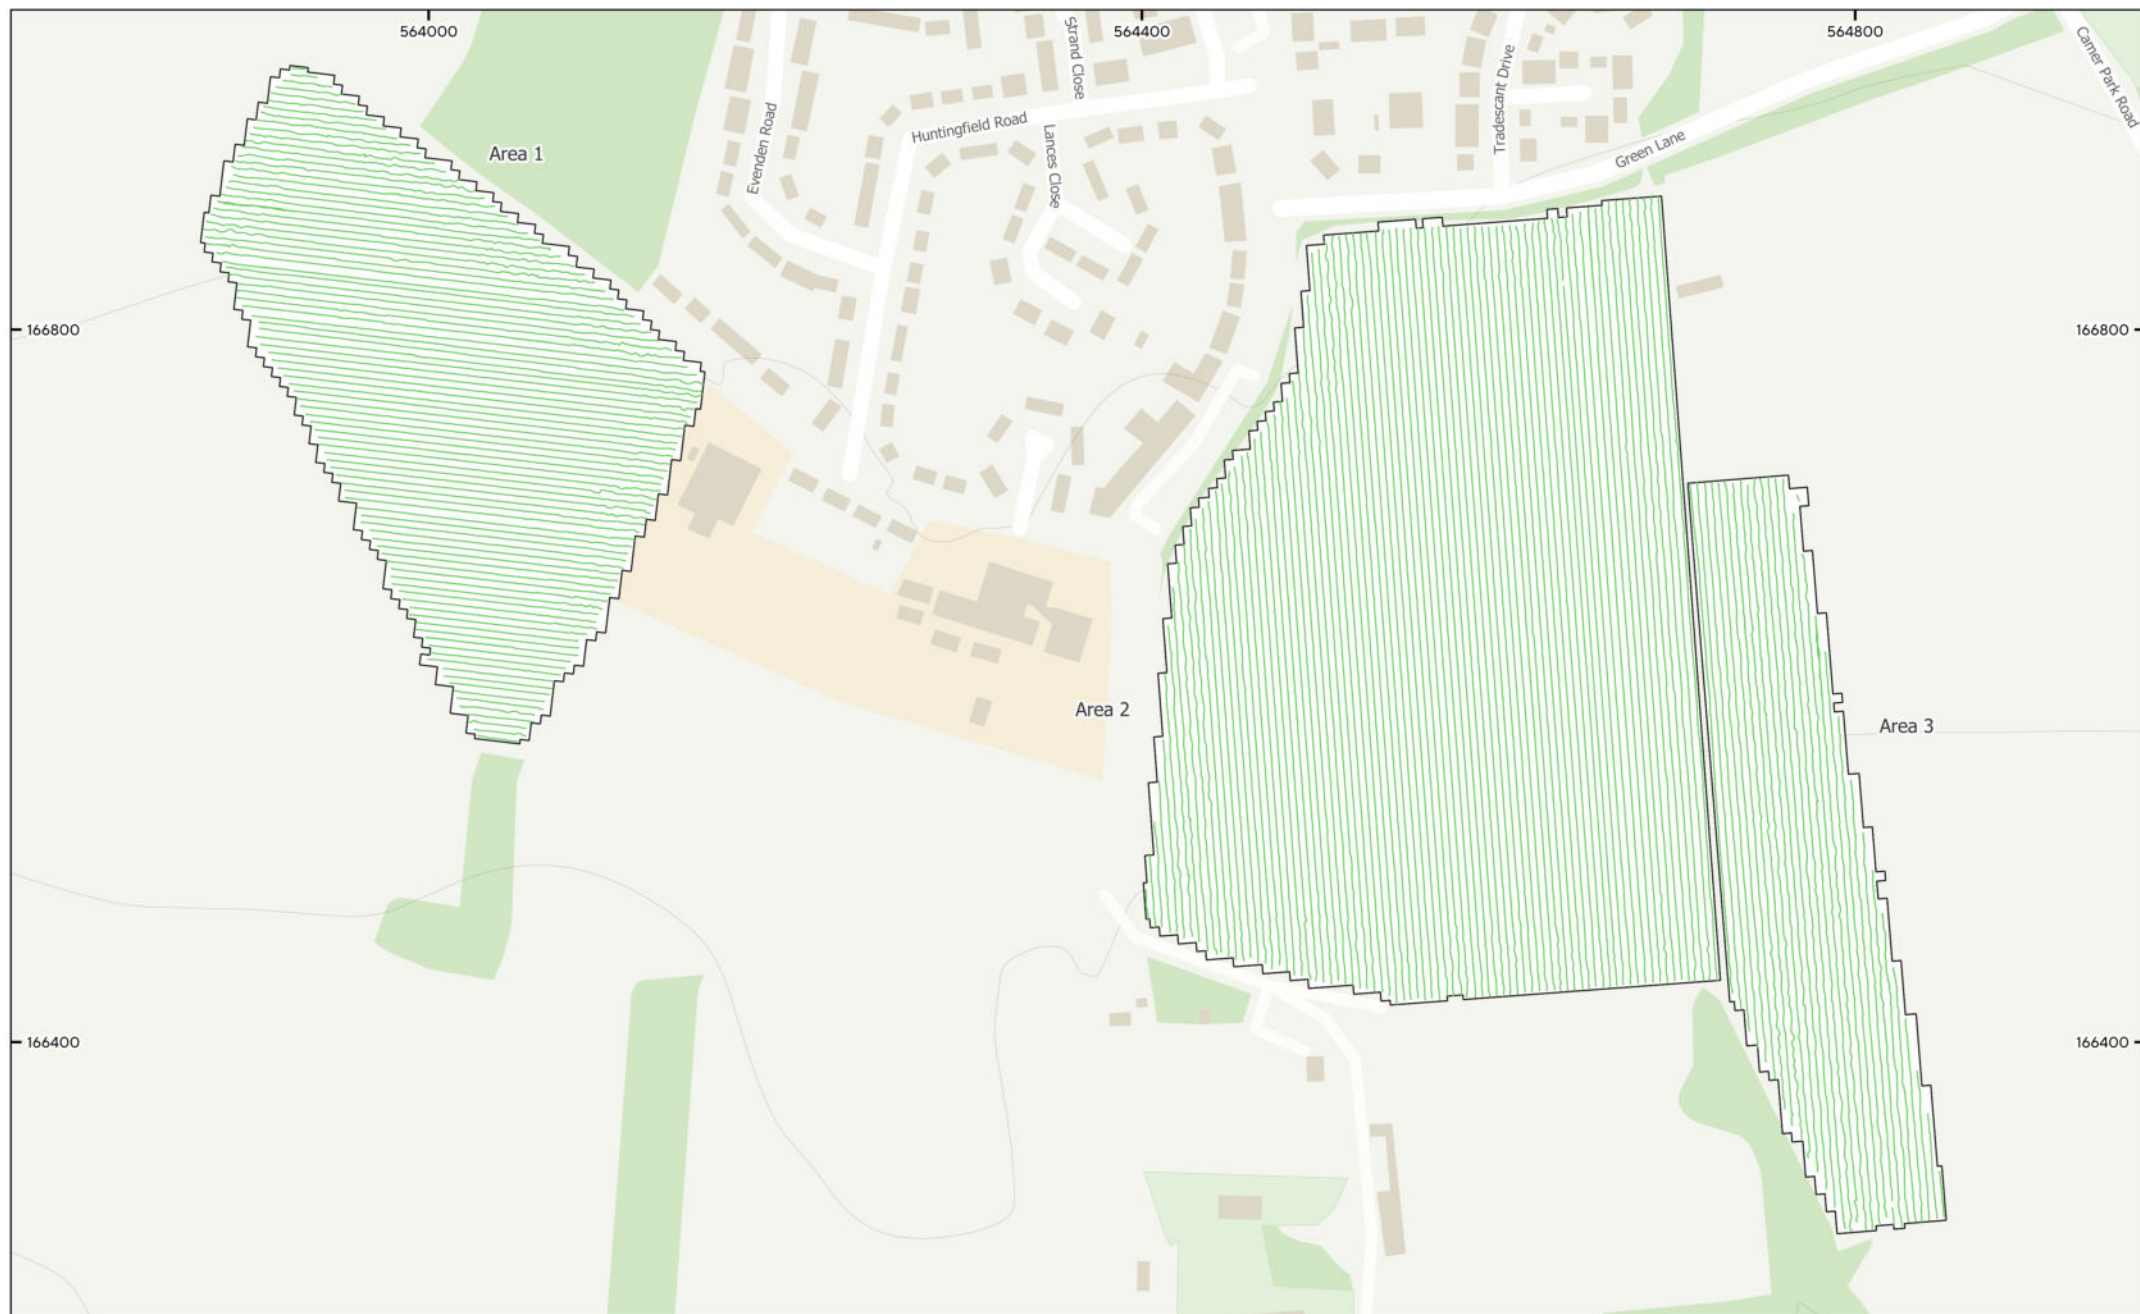 564000
564400
564800
Strand Close
Camer Park Road
Tradescant Drive
Evenden Road
Huntingfield Road
Lances Close
Green Lane
Area 1
166800
166800
Area 2
Area 3
166400
166400